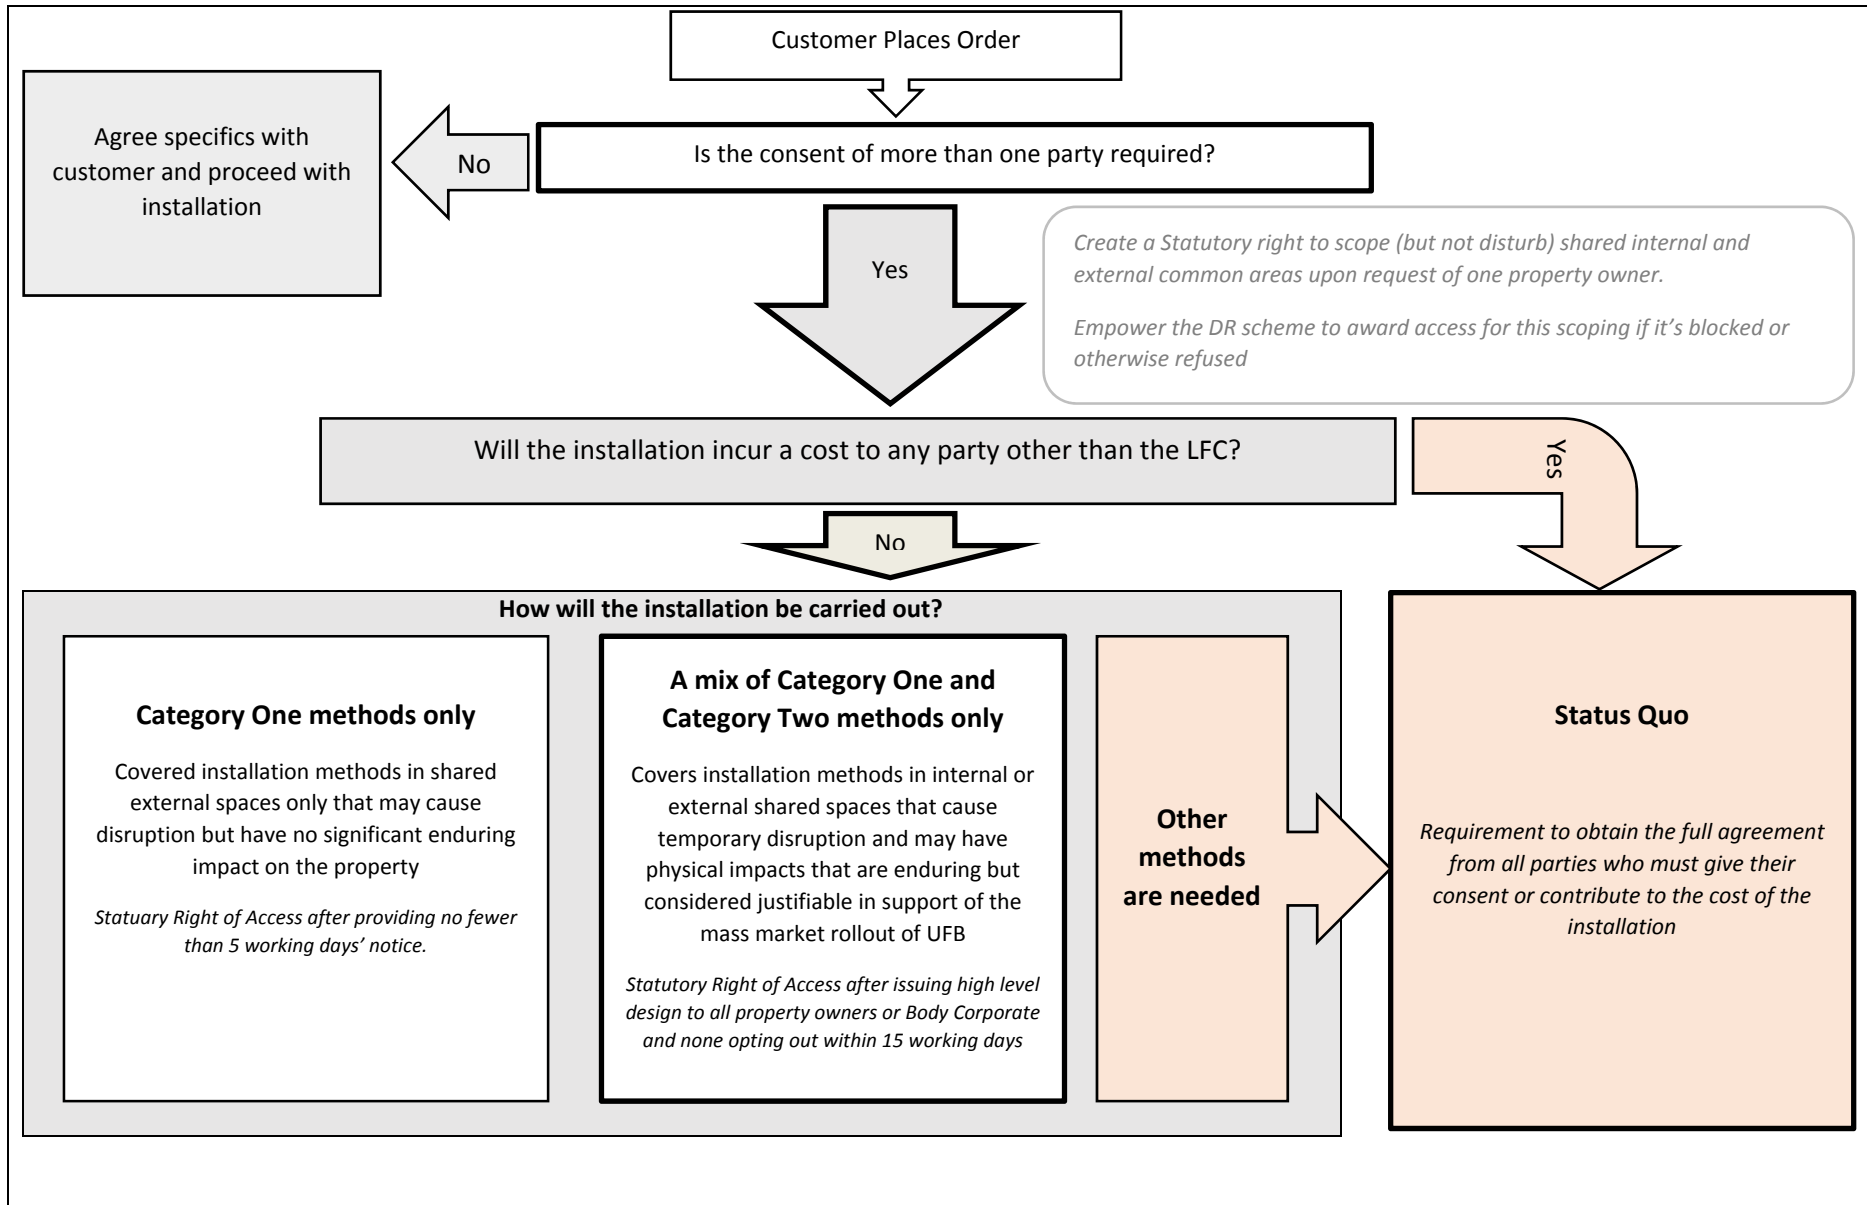 Customer Places Order
Agree specifics with
customer and proceed with
installation
No
Is the consent of more than one party required?
Yes
Create a Statutory right to scope (but not disturb) shared internal and
external common areas upon request of one property owner.
Empower the DR scheme to award access for this scoping if it’s blocked or
otherwise refused
Will the installation incur a cost to any party other than the LFC?
Yes
No
How will the installation be carried out?
Category One methods only
Covered installation methods in shared
external spaces only that may cause
disruption but have no significant enduring
impact on the property
Statuary Right of Access after providing no fewer
than 5 working days’ notice.
A mix of Category One and
Category Two methods only
Covers installation methods in internal or
external shared spaces that cause
temporary disruption and may have
physical impacts that are enduring but
considered justifiable in support of the
mass market rollout of UFB
Statutory Right of Access after issuing high level
design to all property owners or Body Corporate
and none opting out within 15 working days
Other
methods
are needed
Status Quo
Requirement to obtain the full agreement
from all parties who must give their
consent or contribute to the cost of the
installation